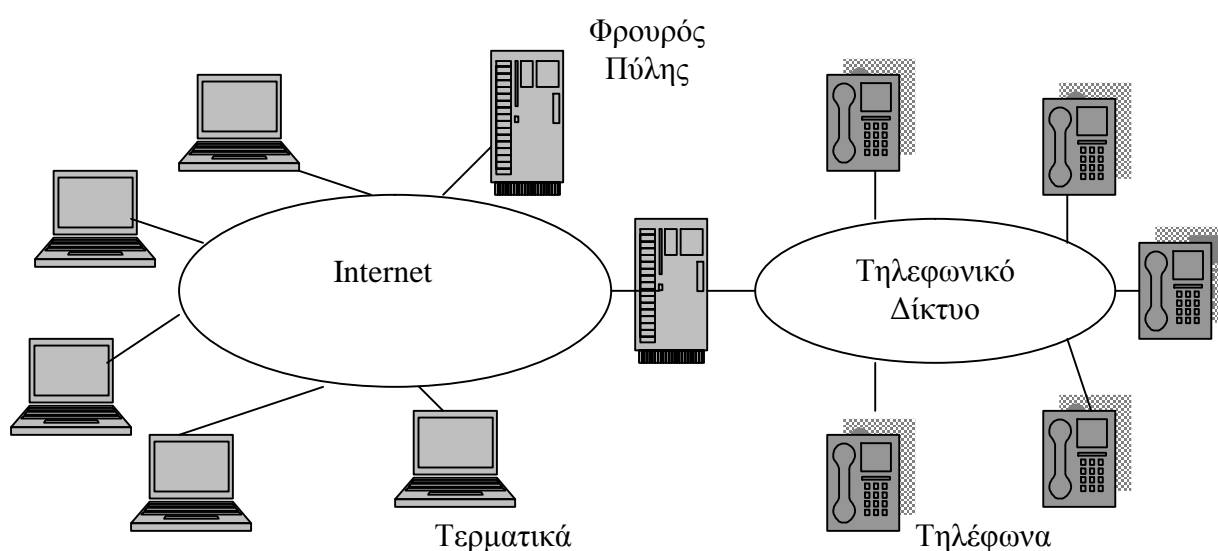 Φρουρός
Πύλης
Internet
Τηλεφωνικό
Δίκτυο
Τερματικά
Τηλέφωνα